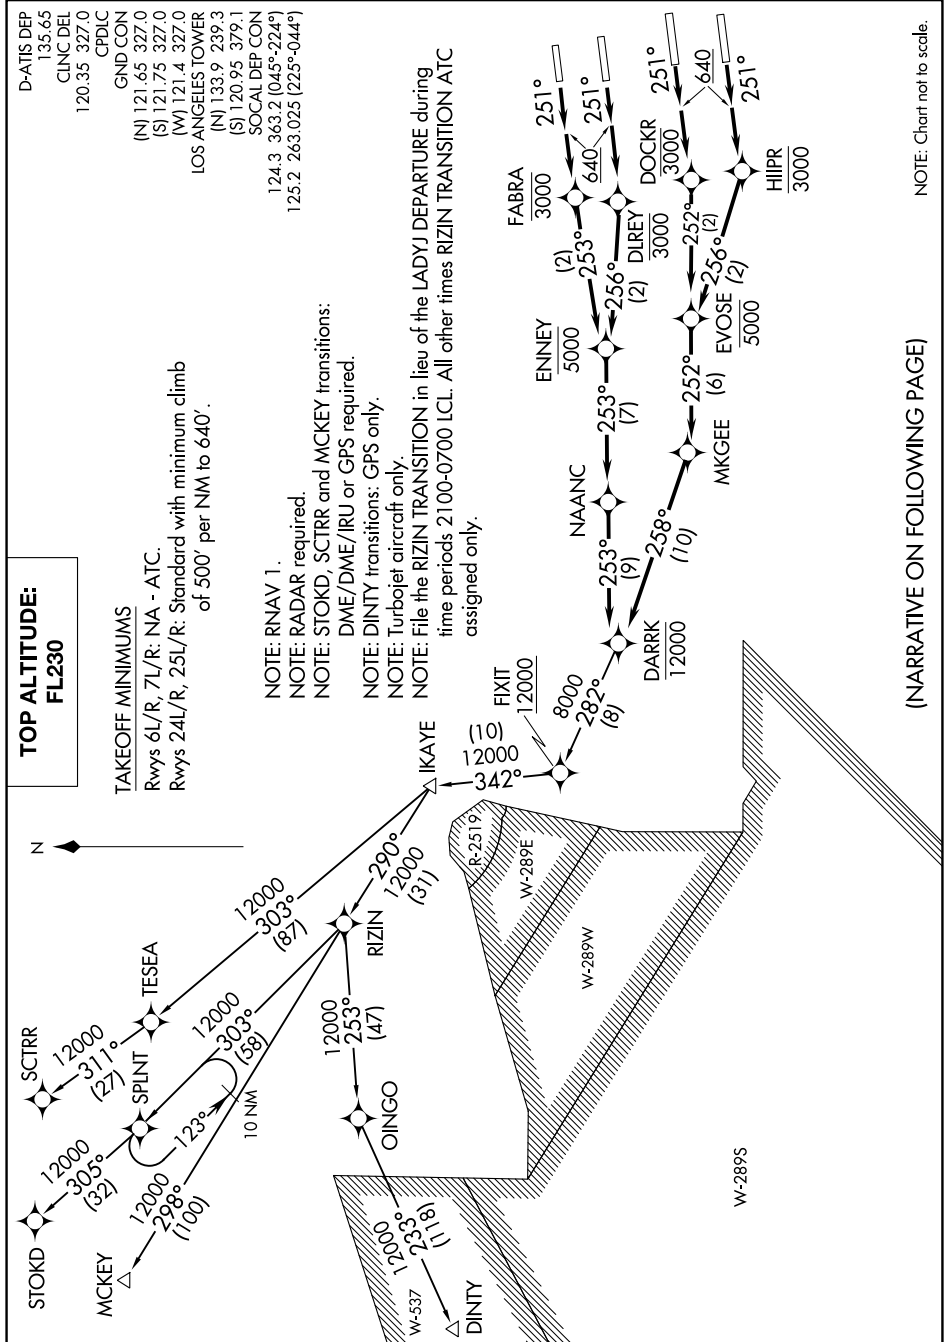 TOP ALTITUDE:
FL230
D-ATIS DEP
135.65
CLNC DEL
120.35 327.0
CPDLC
GND CON
(N) 121.65 327.0
(S) 121.75 327.0
(W) 121.4 327.0
LOS ANGELES TOWER
(N) 133.9 239.3
(S) 120.95 379.1
SOCAL DEP CON
124.3 363.2 (045°-224°)
125.2 263.025 (225°-044°)
TAKEOFF MINIMUMS
Rwys 6L/R, 7L/R: NA - ATC.
Rwys 24L/R, 25L/R: Standard with minimum climb
of 500' per NM to 640'.
NOTE: RNAV 1.
NOTE: RADAR required.
NOTE: STOKD, SCTRR and MCKEY transitions:
DME/DME/IRU or GPS required.
NOTE: DINTY transitions: GPS only.
NOTE: Turbojet aircraft only.
NOTE: File the RIZIN TRANSITION in lieu of the LADYJ DEPARTURE during
time periods 2100-0700 LCL. All other times RIZIN TRANSITION ATC
assigned only.
N
SCTRR
12000
311°
(27)
TESEA
12000
303°
(87)
STOKD
12000
305°
(32)
SPLNT
12000
303°
(58)
123°
10 NM
MCKEY
12000
298°
(100)
RIZIN
290°
12000
(31)
IKAYE
(10)
12000
342°
FIXIT
12000
12000
253°
(47)
OINGO
12000
233°
(118)
DINTY
W-537
R-2519
W-289E
W-289W
W-289S
8000
282°
(8)
DARRK
12000
253°
(9)
NAANC
253°
(7)
ENNEY
5000
(2)
253°
FABRA
3000
251°
256°
(2)
DLREY
3000
640
251°
258°
(10)
MKGEE
252°
(6)
EVOSE
5000
252°
(2)
DOCKR
3000
251°
640
256°
(2)
HIIPR
3000
251°
NOTE: Chart not to scale.
(NARRATIVE ON FOLLOWING PAGE)